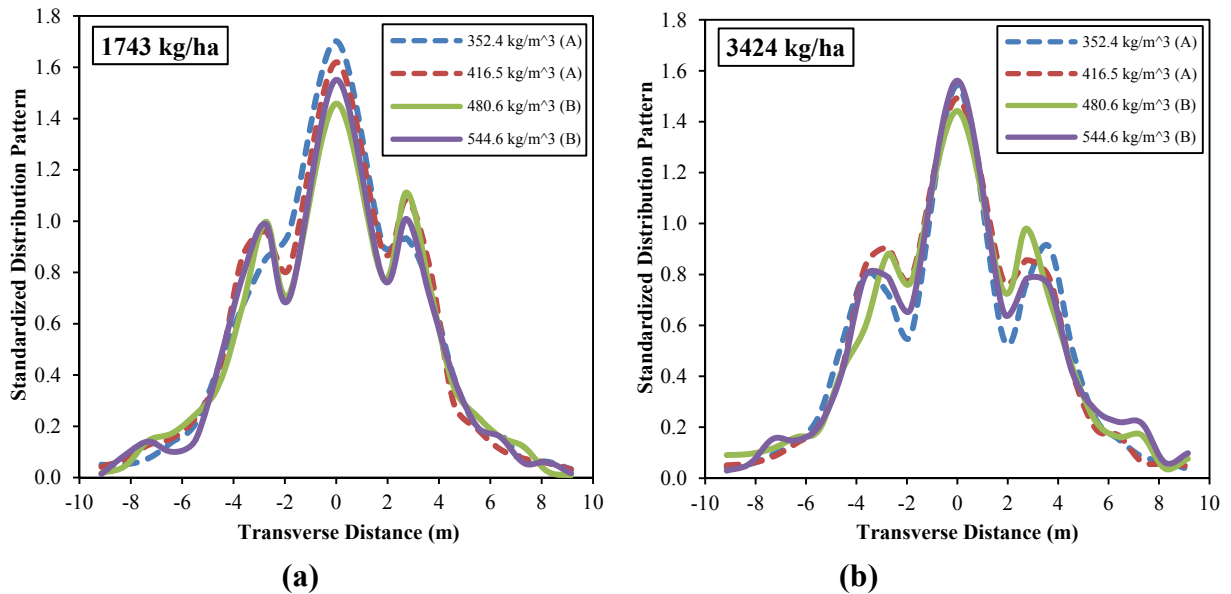 1743 kg/ha
352.4 kg/m^3 (A)
416.5 kg/m^3 (A)
480.6 kg/m^3 (B)
544.6 kg/m^3 (B)
Standardized Distribution Pattern
1.8
1.6
1.4
1.2
1.0
0.8
0.6
0.4
0.2
0.0
-10 -8 -6 -4 -2 0 2 4 6 8 10
Transverse Distance (m)
(a)
3424 kg/ha
352.4 kg/m^3 (A)
416.5 kg/m^3 (A)
480.6 kg/m^3 (B)
544.6 kg/m^3 (B)
Standardized Distribution Pattern
1.8
1.6
1.4
1.2
1.0
0.8
0.6
0.4
0.2
0.0
-10 -8 -6 -4 -2 0 2 4 6 8 10
Transverse Distance (m)
(b)